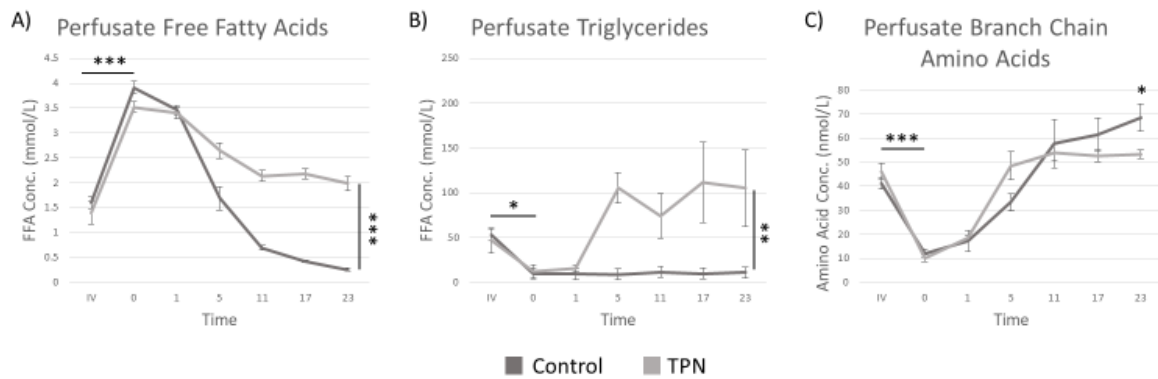 A) Perfusate Free Fatty Acids
FFA Conc. (mmol/L)
4.5
4
3.5
3
2.5
2
1.5
1
0.5
0
***
***
IV 0 1 5 11 17 23
Time
B) Perfusate Triglycerides
FFA Conc. (mmol/L)
250
200
150
100
50
0
*
**
IV 0 1 5 11 17 23
Time
C) Perfusate Branch Chain
Amino Acids
Amino Acid Conc. (nmol/L)
80
70
60
50
40
30
20
10
0
***
*
IV 0 1 5 11 17 23
Time
Control TPN